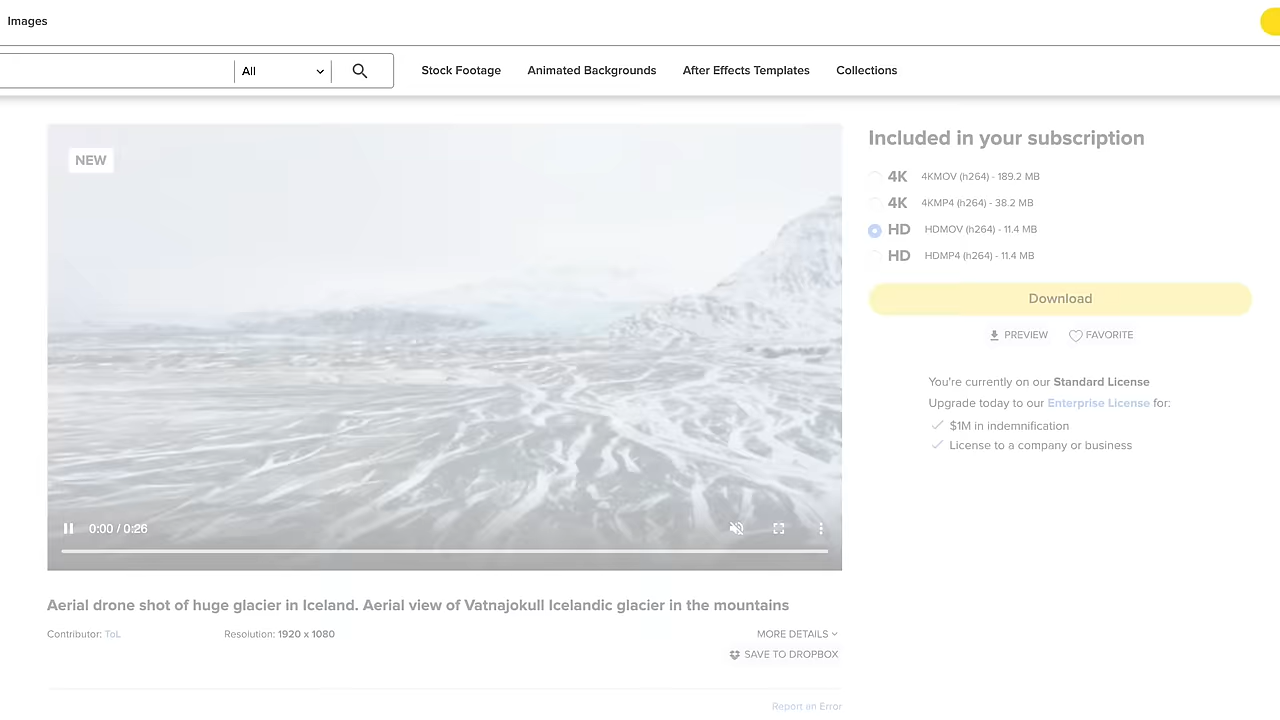 Images
All
Stock Footage
Animated Backgrounds
After Effects Templates
Collections
NEW
0:00 / 0:26
Aerial drone shot of huge glacier in Iceland. Aerial view of Vatnajokull Icelandic glacier in the mountains
Contributor: ToL
Resolution: 1920 x 1080
MORE DETAILS
SAVE TO DROPBOX
Report an Error
Included in your subscription
4K 4KMOV (h264) - 189.2 MB
4K 4KMP4 (h264) - 38.2 MB
HD HDMOV (h264) - 11.4 MB
HD HDMP4 (h264) - 11.4 MB
Download
PREVIEW
FAVORITE
You're currently on our Standard License
Upgrade today to our Enterprise License for:
$1M in indemnification
License to a company or business